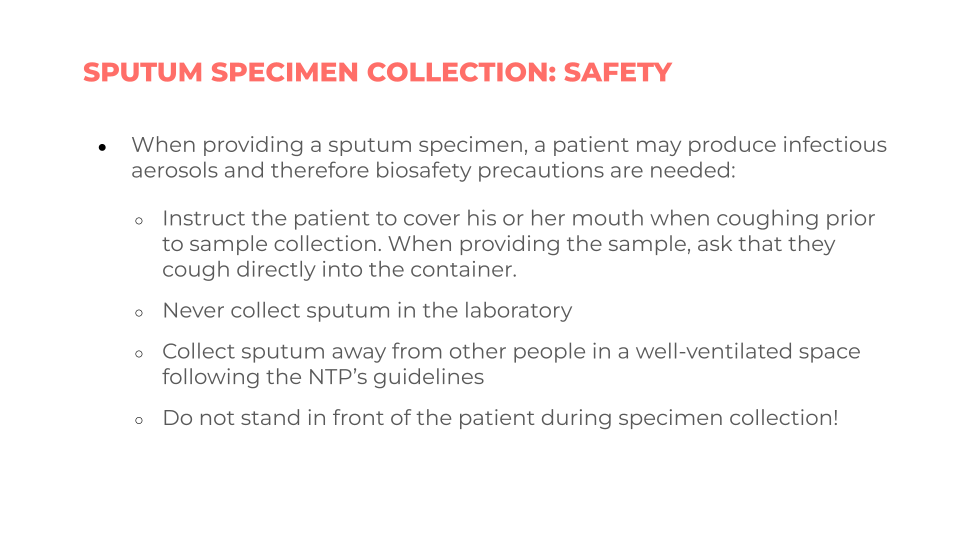 SPUTUM SPECIMEN COLLECTION: SAFETY
● When providing a sputum specimen, a patient may produce infectious
aerosols and therefore biosafety precautions are needed:
○ Instruct the patient to cover his or her mouth when coughing prior
to sample collection. When providing the sample, ask that they
cough directly into the container.
○ Never collect sputum in the laboratory
○ Collect sputum away from other people in a well-ventilated space
following the NTP’s guidelines
○ Do not stand in front of the patient during specimen collection!